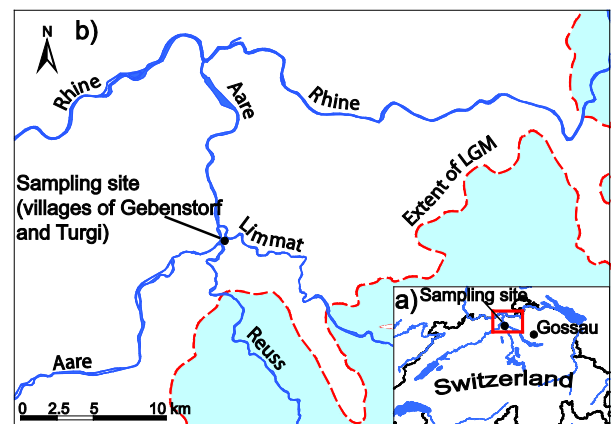 b)
N
Rhine
Aare
Rhine
Extent of LGM
Sampling site
(villages of Gebenstorf
and Turgi)
Limmat
a)
Sampling site
Gossau
Switzerland
Reuss
Aare
0 2.5 5 10 km